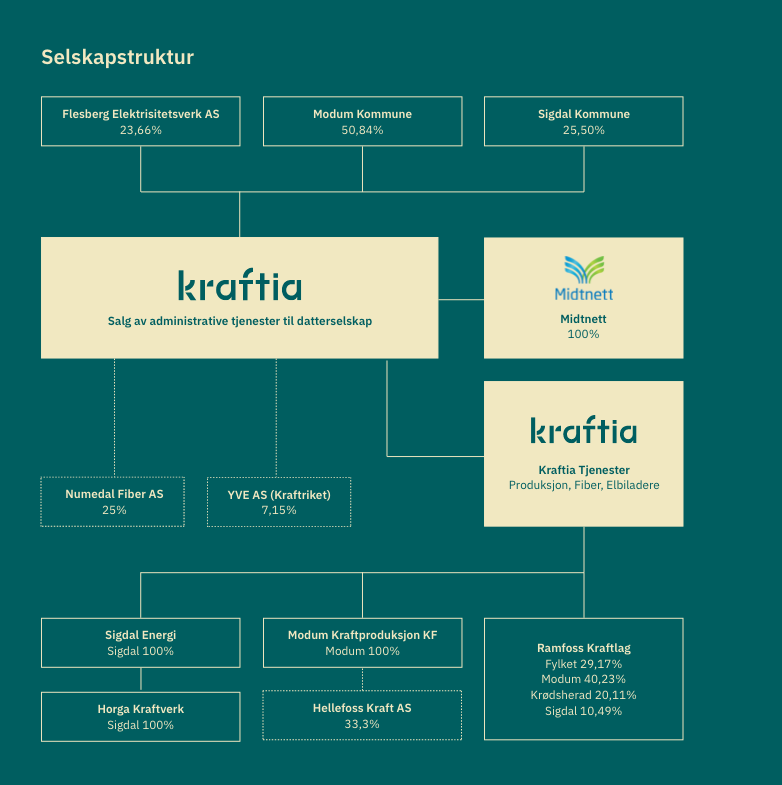 Selskapstruktur
Flesberg Elektrisitetsverk AS
23,66%
Modum Kommune
50,84%
Sigdal Kommune
25,50%
kraftia
Salg av administrative tjenester til datterselskap
Midtnett
Midtnett
100%
kraftia
Kraftia Tjenester
Produksjon, Fiber, Elbiladere
Numedal Fiber AS
25%
YVE AS (Kraftriket)
7,15%
Sigdal Energi
Sigdal 100%
Modum Kraftproduksjon KF
Modum 100%
Ramfoss Kraftlag
Fylket 29,17%
Modum 40,23%
Krødsherad 20,11%
Sigdal 10,49%
Horga Kraftverk
Sigdal 100%
Hellefoss Kraft AS
33,3%